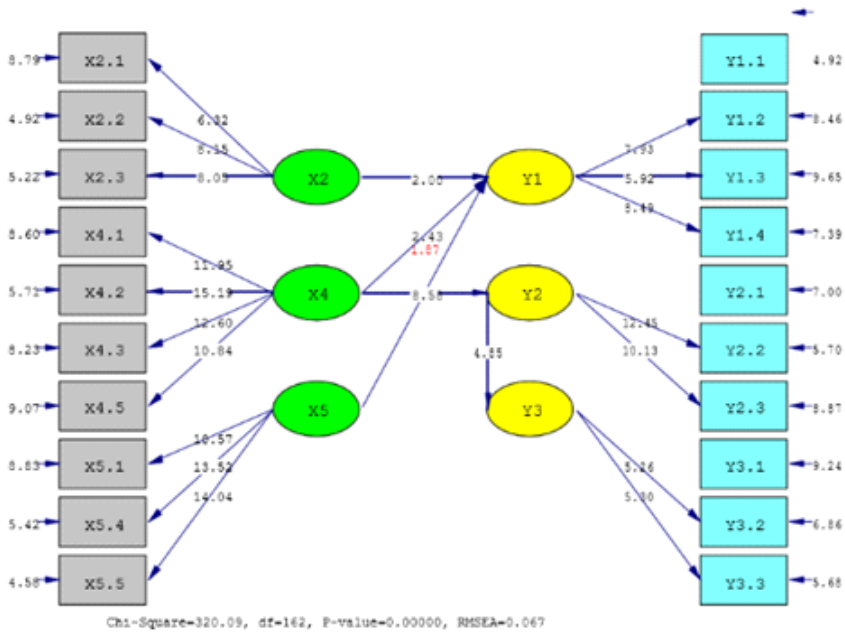 8.79 X2.1 Y1.1 4.92
4.92 X2.2 6.32 Y1.2 8.46
8.15 7.93
5.22 X2.3 8.09 X2 2.00 Y1 5.92 Y1.3 9.65
8.49
8.60 X4.1 2.43 Y1.4 7.39
1.87
11.95
5.71 X4.2 15.19 X4 8.58 Y2 Y2.1 7.00
12.60 12.45
8.23 X4.3 10.84 4.85 10.13 Y2.2 5.70
9.07 X4.5 X5 Y3 Y2.3 8.87
10.57
8.83 X5.1 13.52 5.26 Y3.1 9.24
14.04
5.42 X5.4 Y3.2 6.86
4.58 X5.5 Y3.3 5.68
Chi-Square=320.09, df=162, P-value=0.00000, RMSEA=0.067